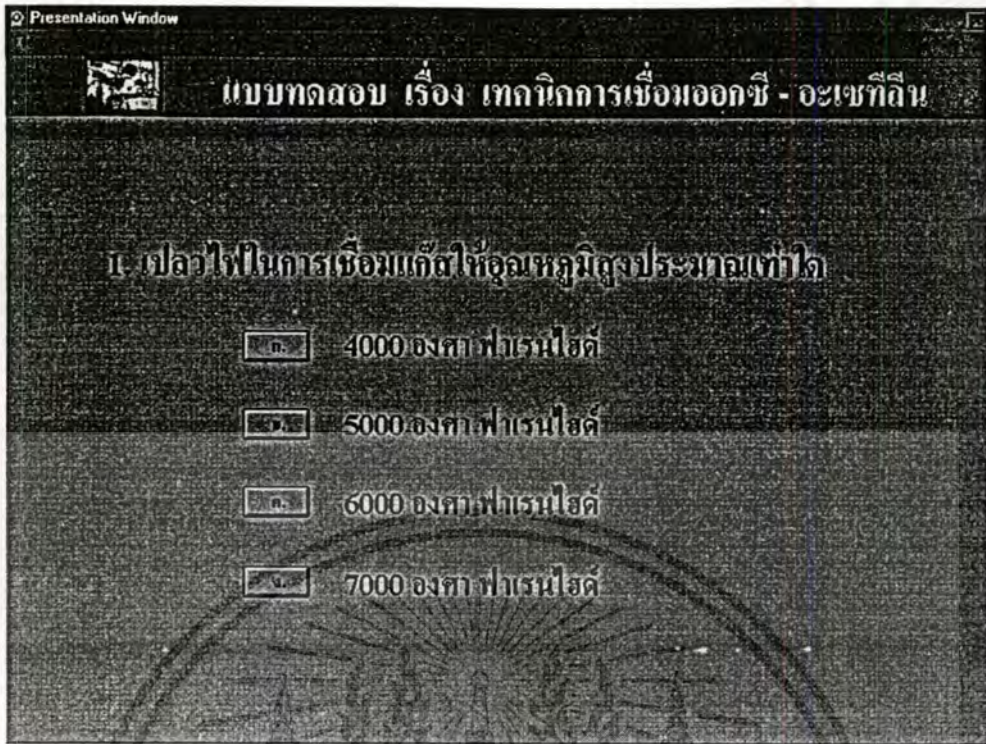 Presentation Window
แบบทดสอบ เรื่อง เทคนิคการเชื่อมออกซี - อะเซทีลีน
1. เปลวไฟในการเชื่อมแก๊สให้อุณหภูมิสูงประมาณเท่าใด
ก. 4000 องศา ฟาเรนไฮต์
ข. 5000 องศา ฟาเรนไฮต์
ค. 6000 องศา ฟาเรนไฮต์
ง. 7000 องศา ฟาเรนไฮต์